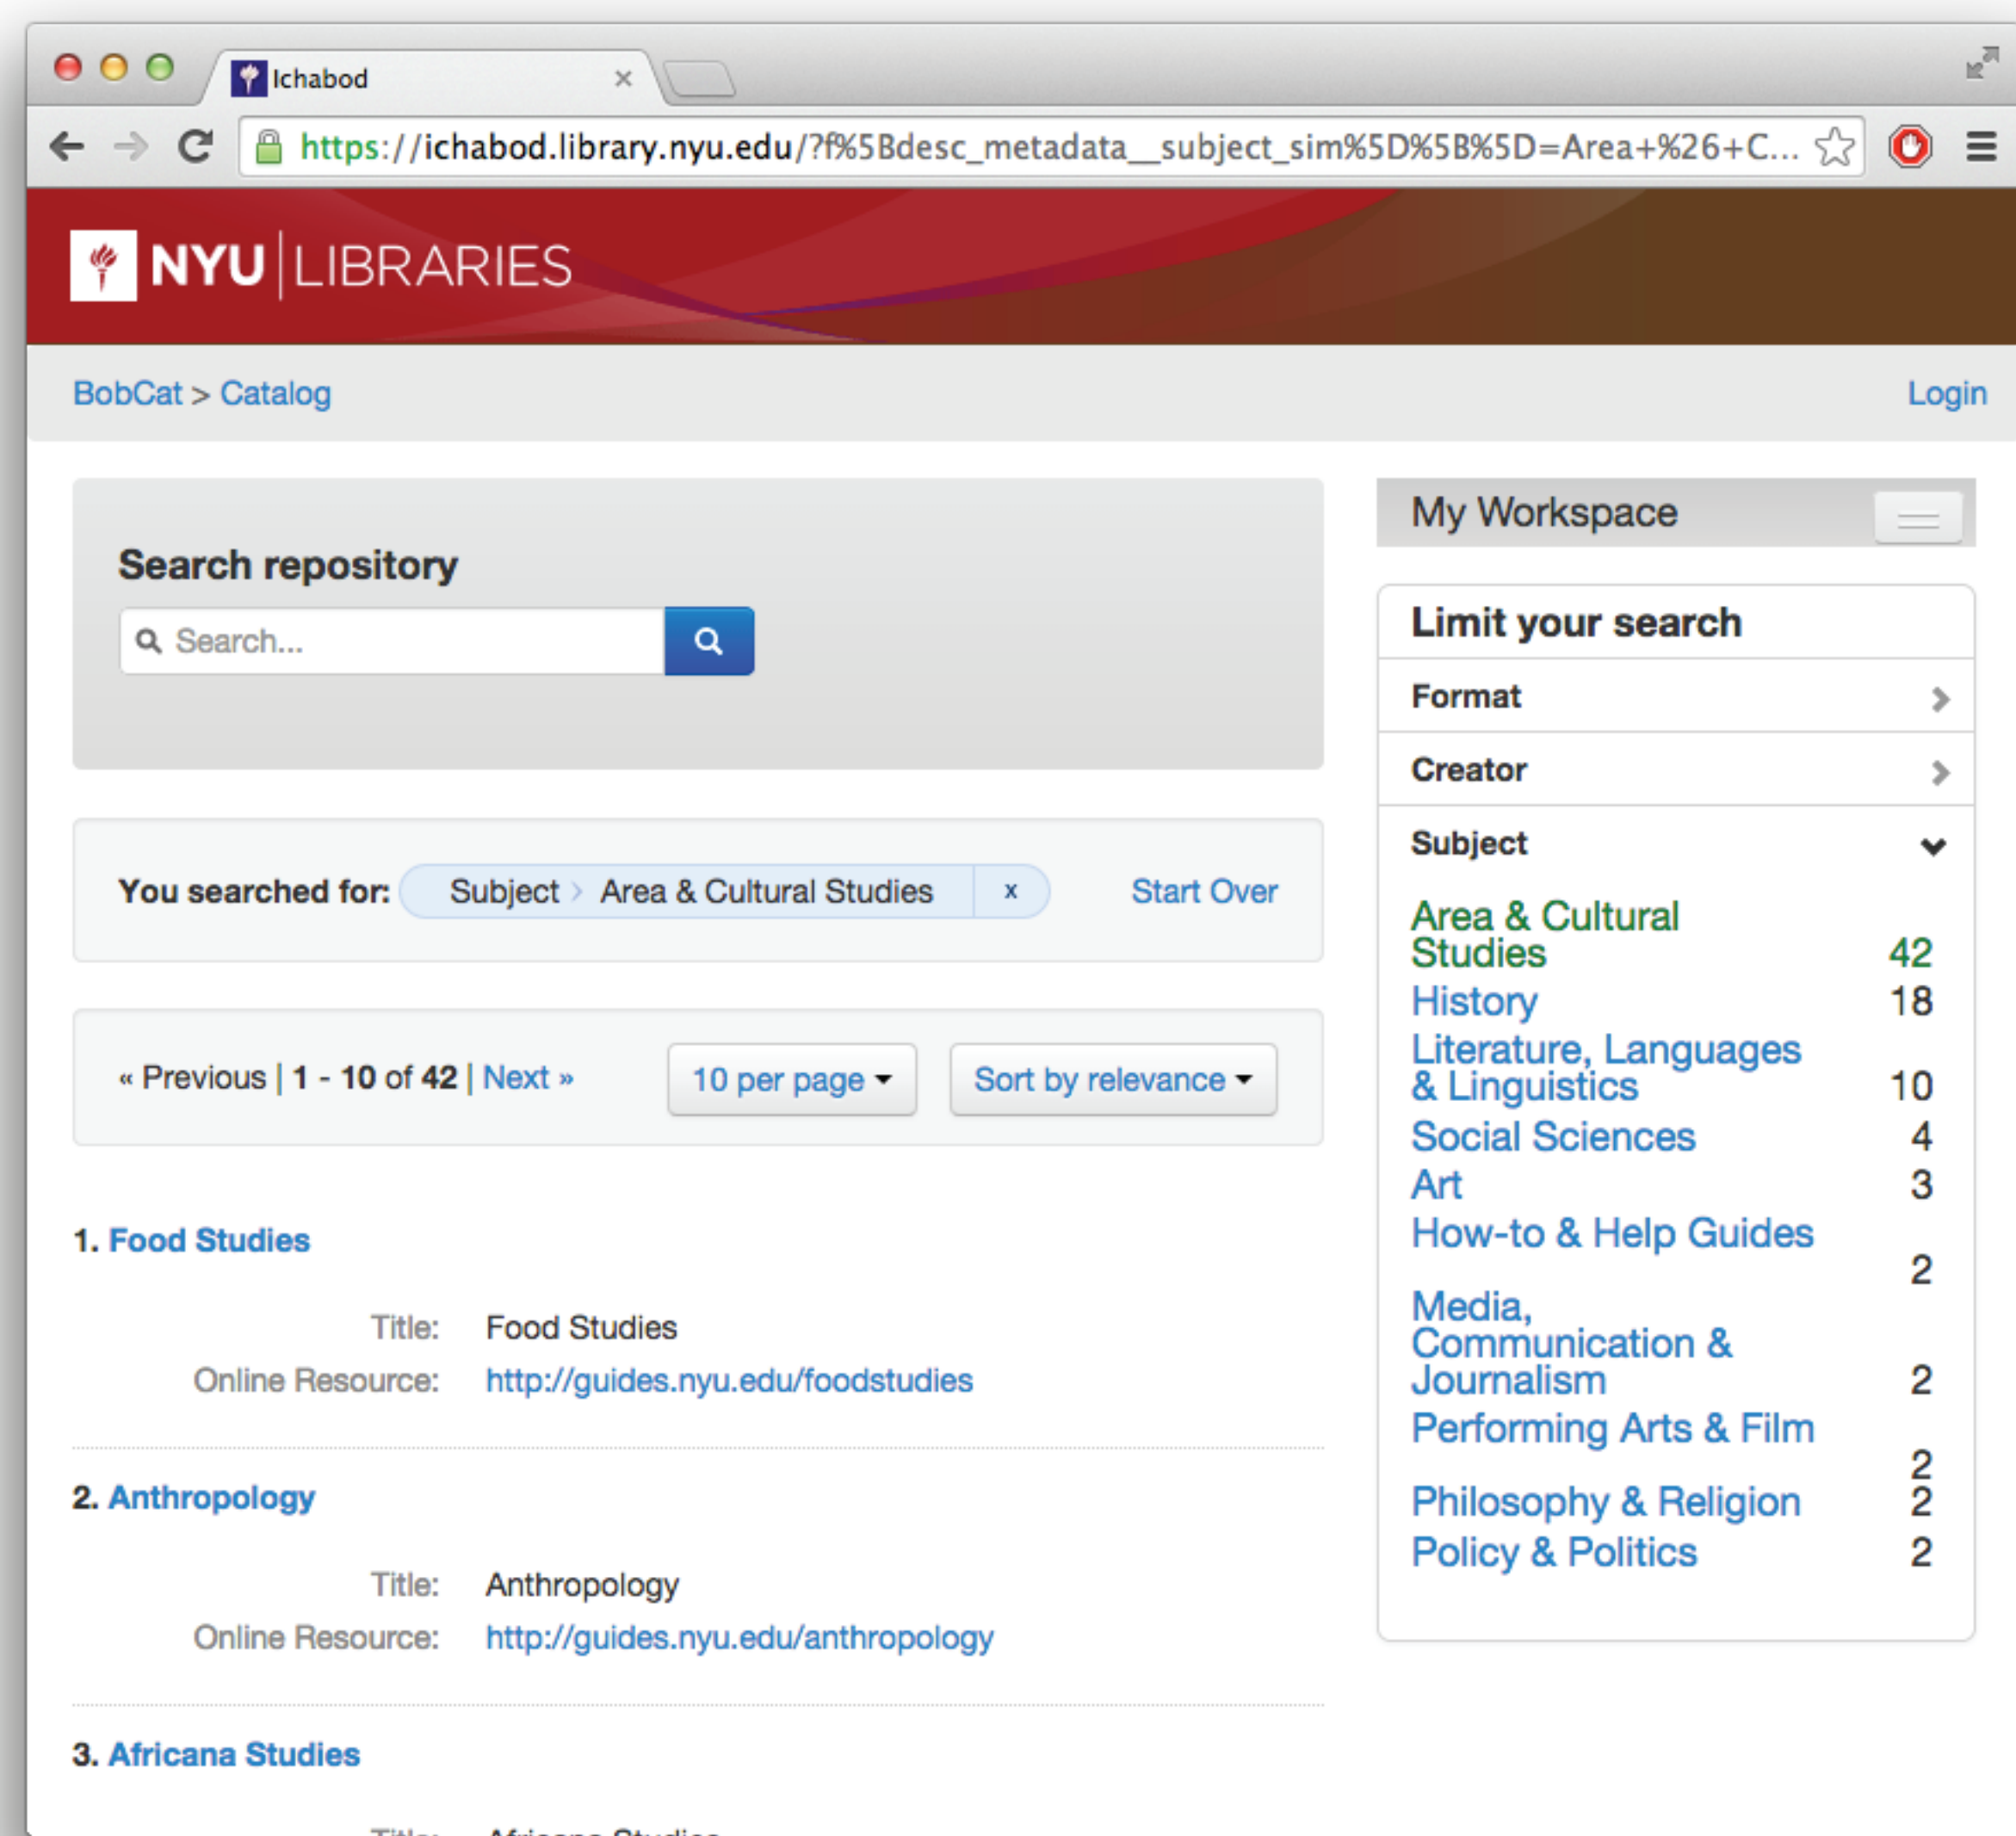 Ichabod
https://ichabod.library.nyu.edu/?f%5Bdesc_metadata__subject_sim%5D%5B%5D=Area+%26+C...
NYU LIBRARIES
BobCat > Catalog
Login
Search repository
Search...
You searched for: Subject > Area & Cultural Studies x Start Over
« Previous | 1 - 10 of 42 | Next » 10 per page Sort by relevance
1. Food Studies
Title: Food Studies
Online Resource: http://guides.nyu.edu/foodstudies
2. Anthropology
Title: Anthropology
Online Resource: http://guides.nyu.edu/anthropology
3. Africana Studies
Title: Africana Studies
My Workspace
Limit your search
Format
Creator
Subject
Area & Cultural
Studies 42
History 18
Literature, Languages
& Linguistics 10
Social Sciences 4
Art 3
How-to & Help Guides
2
Media,
Communication &
Journalism 2
Performing Arts & Film
2
Philosophy & Religion 2
Policy & Politics 2